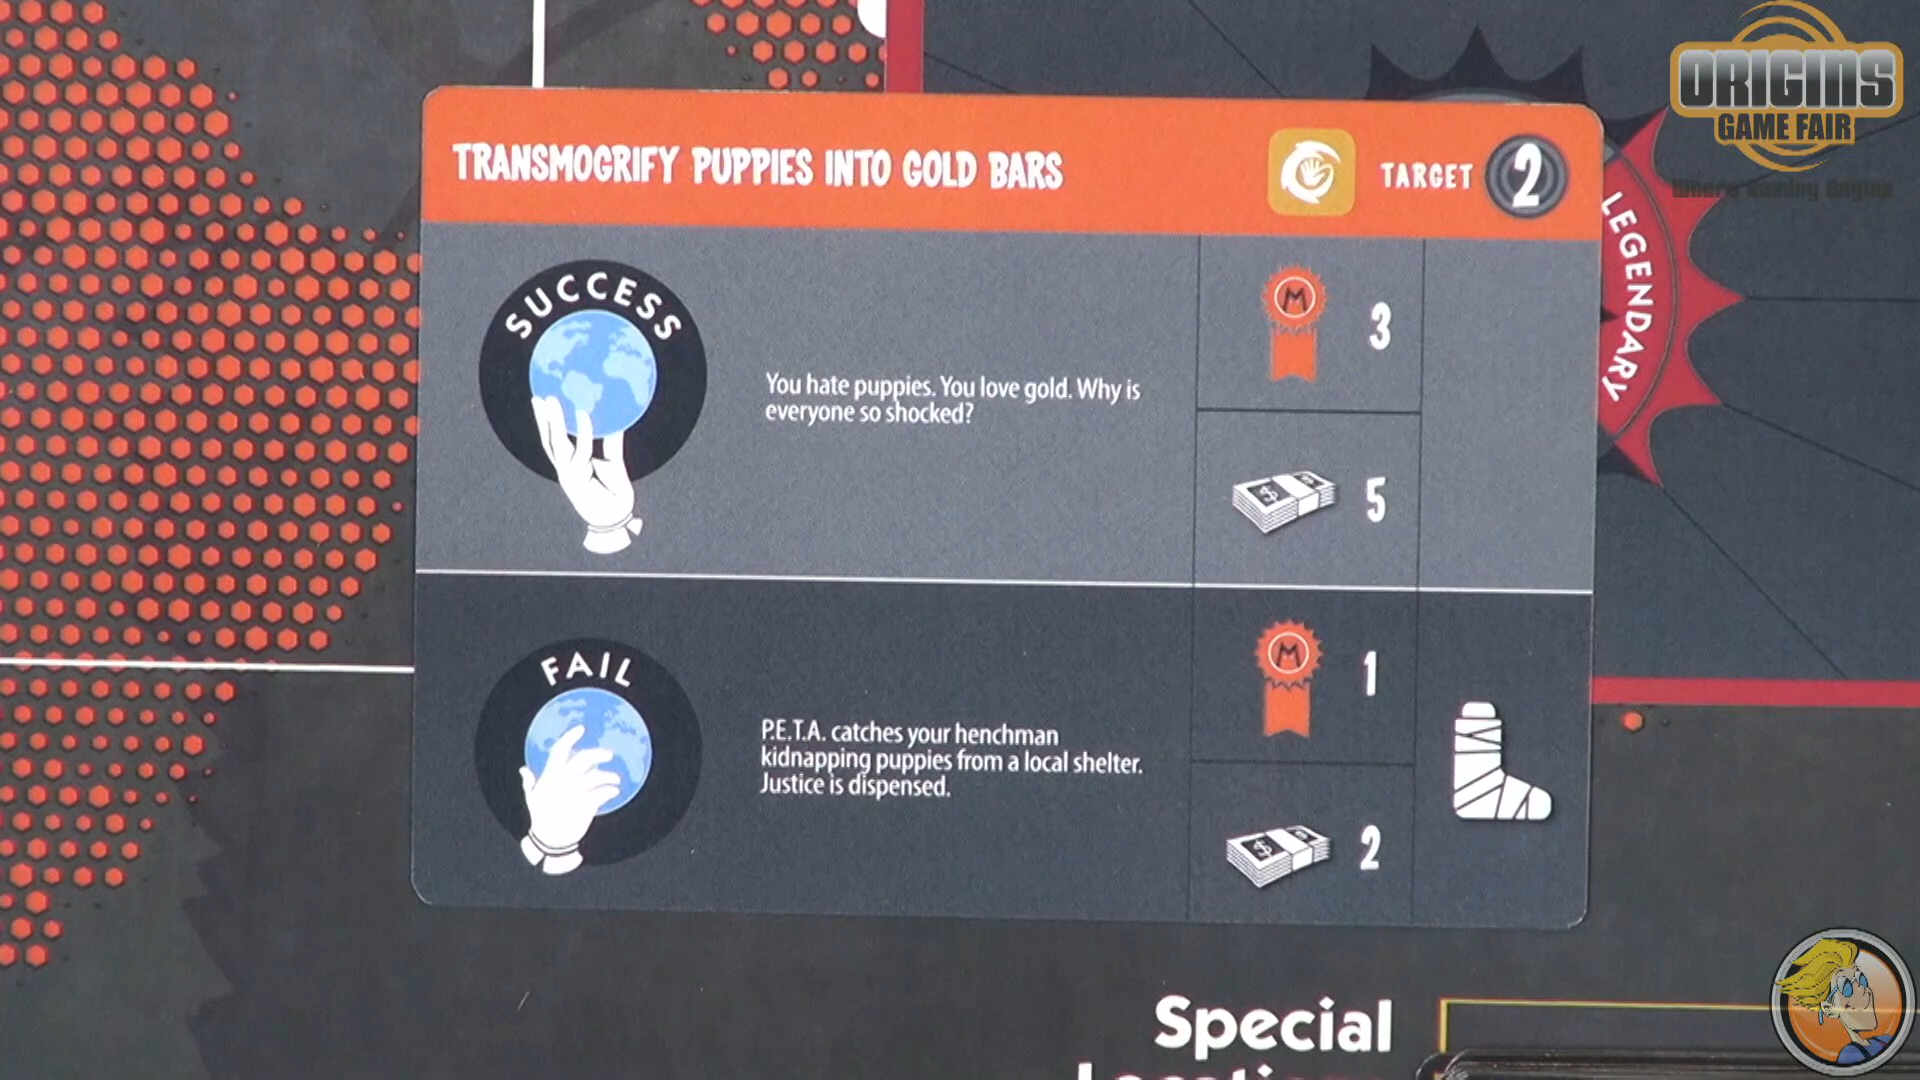 ORIGINS
GAME FAIR
TRANSMOGRIFY PUPPIES INTO GOLD BARS
TARGET 2
LEGENDARY
SUCCESS
You hate puppies. You love gold. Why is
everyone so shocked?
M 3
$ 5
FAIL
P.E.T.A. catches your henchman
kidnapping puppies from a local shelter.
Justice is dispensed.
M 1
$ 2
Special